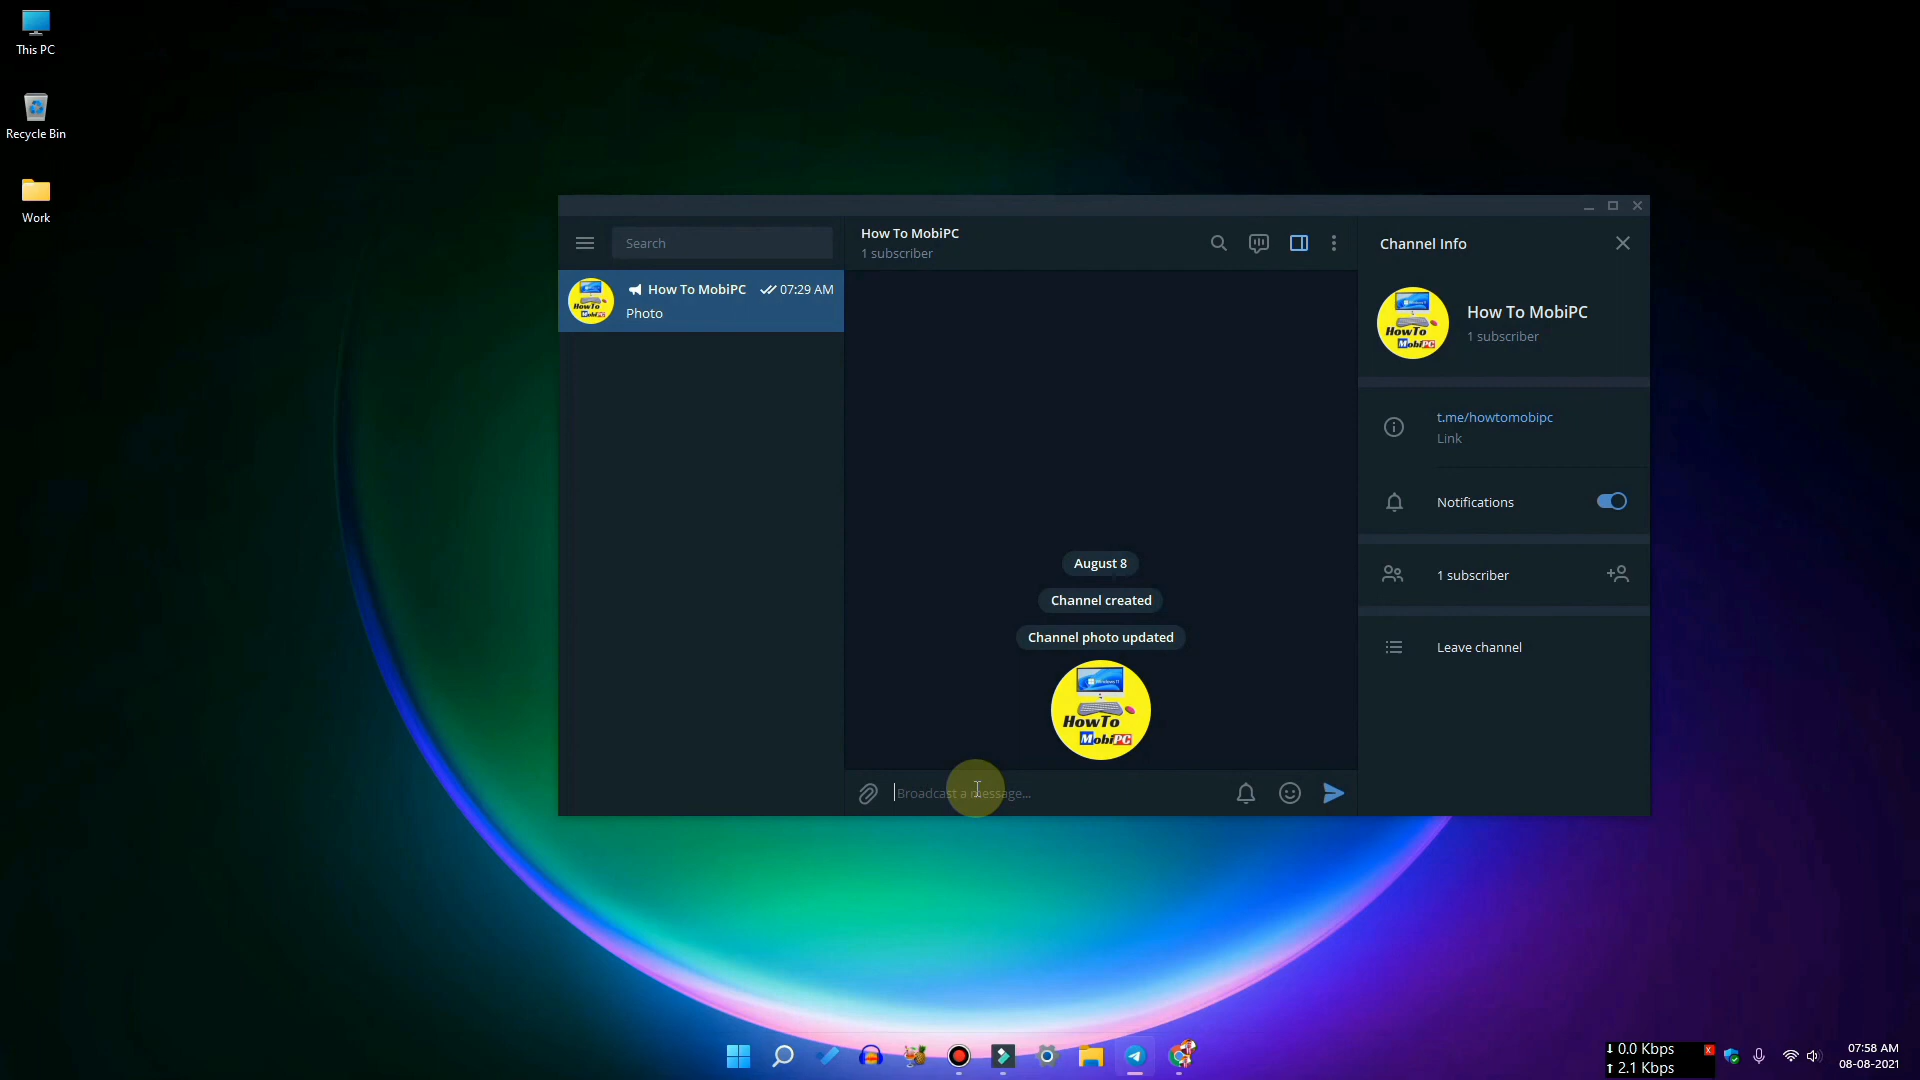 This PC
Recycle Bin
Work
Search
How To MobiPC
1 subscriber
Channel Info
How To MobiPC 07:29 AM
Photo
How To MobiPC
1 subscriber
t.me/howtomobipc
Link
Notifications
1 subscriber
Leave channel
August 8
Channel created
Channel photo updated
HowTo
MobiPC
Broadcast a message...
↓ 0.0 Kbps
↑ 2.1 Kbps
07:58 AM
08-08-2021